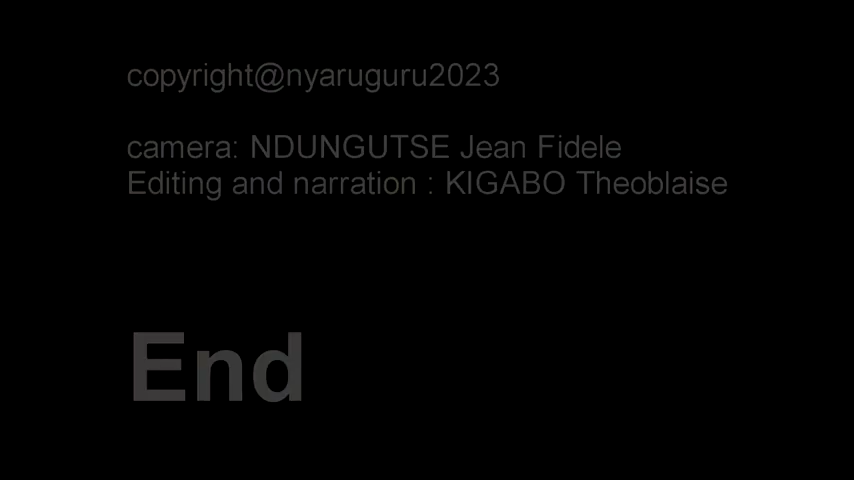 copyright@nyaruguru2023
camera: NDUNGUTSE Jean Fidele
Editing and narration : KIGABO Theoblaise
End